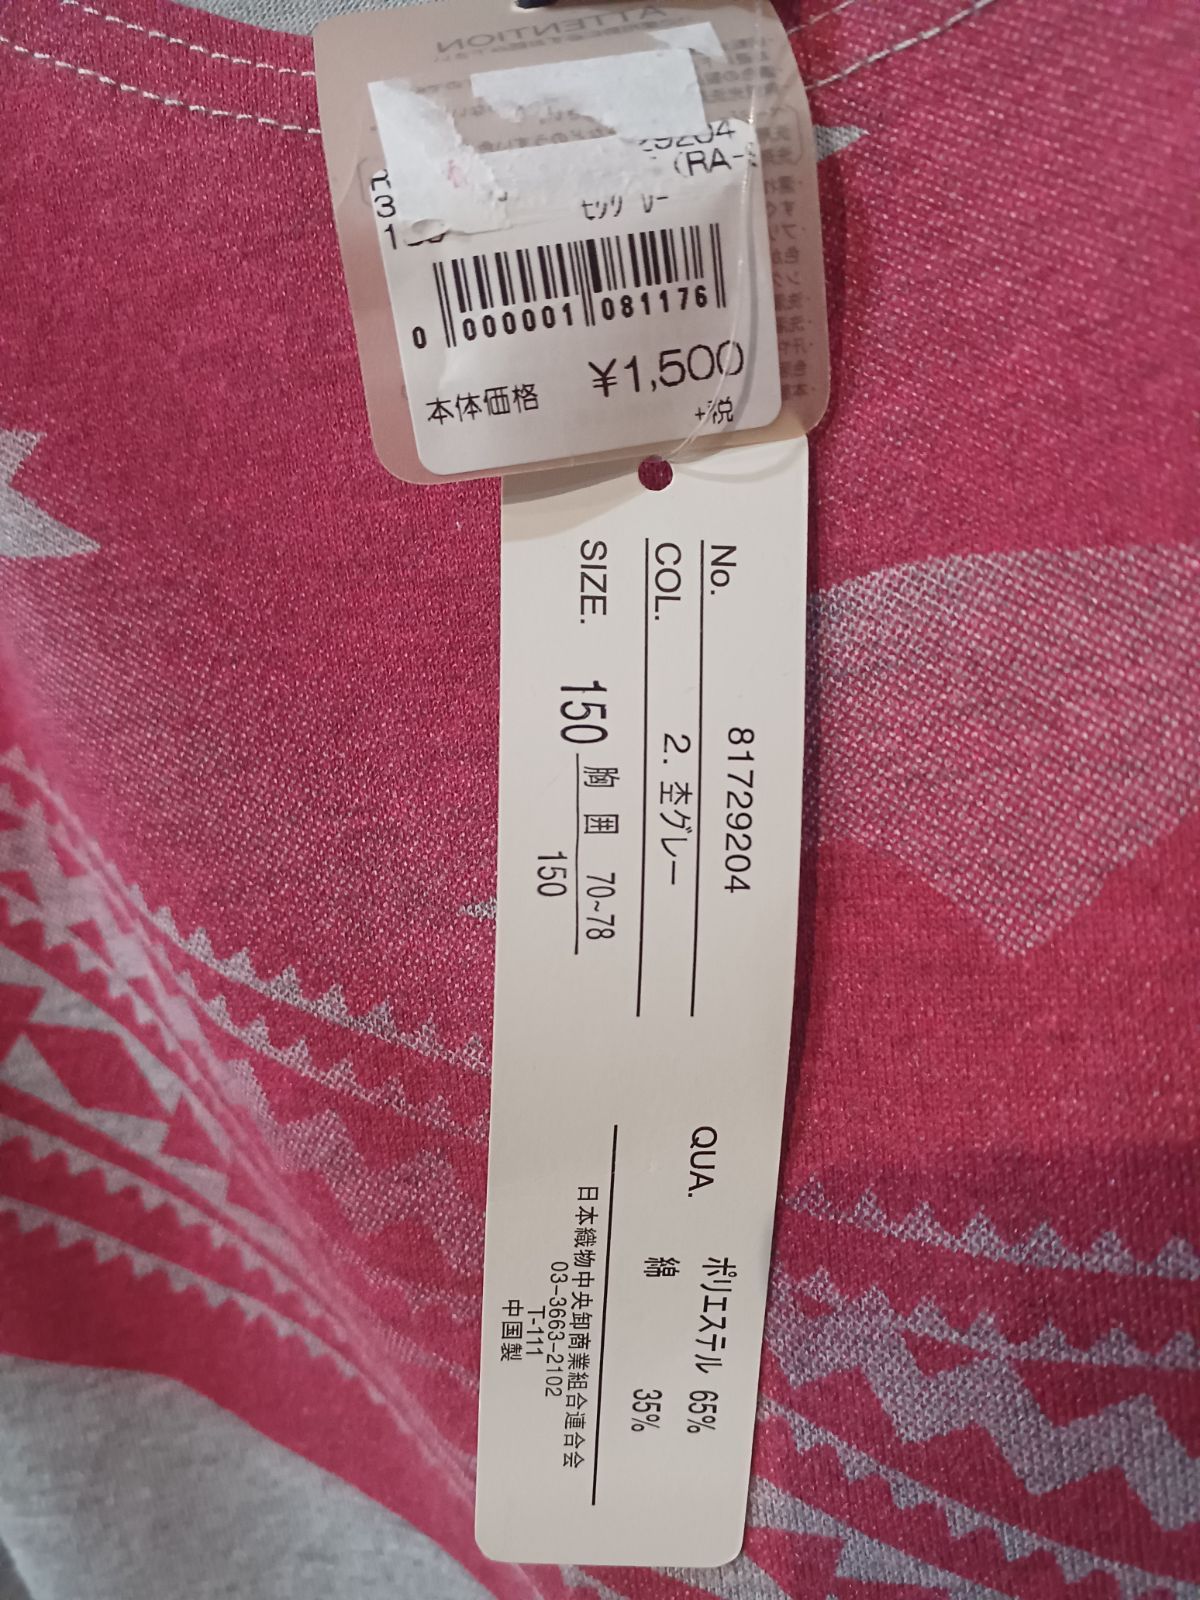 ATTENTION
29204
(RA-
3
0 000001 081176
¥1,500
本体価格
+税
No. 81729204
COL. 2. 杢グレー
SIZE. 150 胸囲 70~78
150
QUA. ポリエステル 65%
綿 35%
日本織物中央卸商業組合連合会
03-3663-2102
T-111
中国製